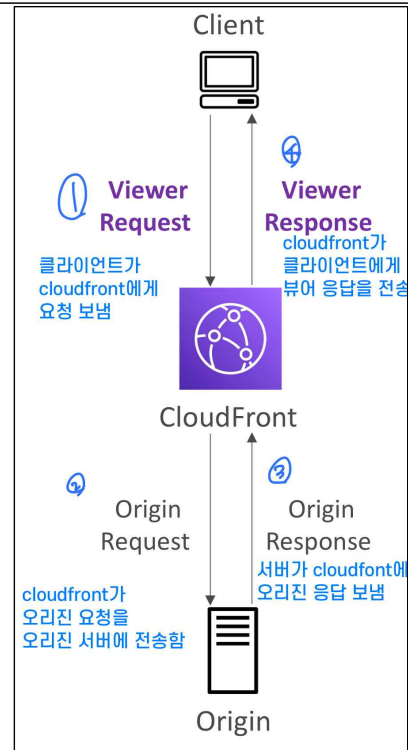 Client
①
Viewer
Request
클라이언트가
cloudfront에게
요청 보냄
④
Viewer
Response
cloudfront가
클라이언트에게
뷰어 응답을 전송
CloudFront
②
Origin
Request
cloudfront가
오리진 요청을
오리진 서버에 전송함
③
Origin
Response
서버가 cloudfont에
오리진 응답 보냄
Origin